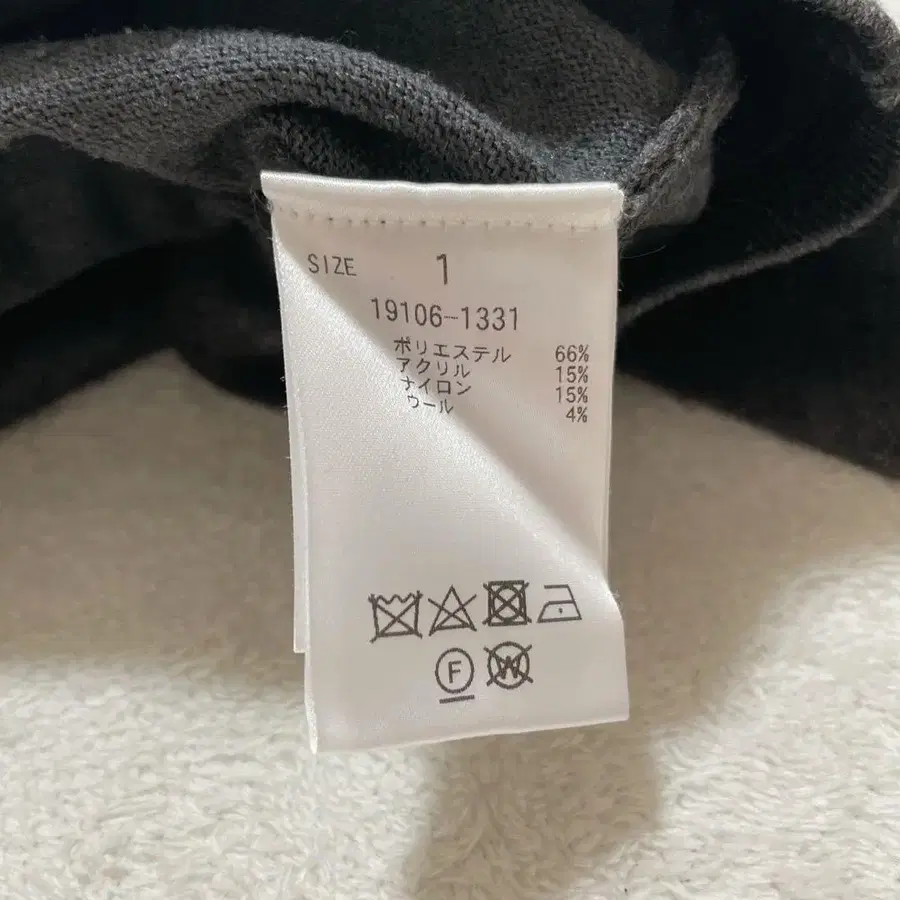 SIZE 1
19106-1331
ポリエステル 66%
アクリル 15%
ナイロン 15%
ウール 4%
F W